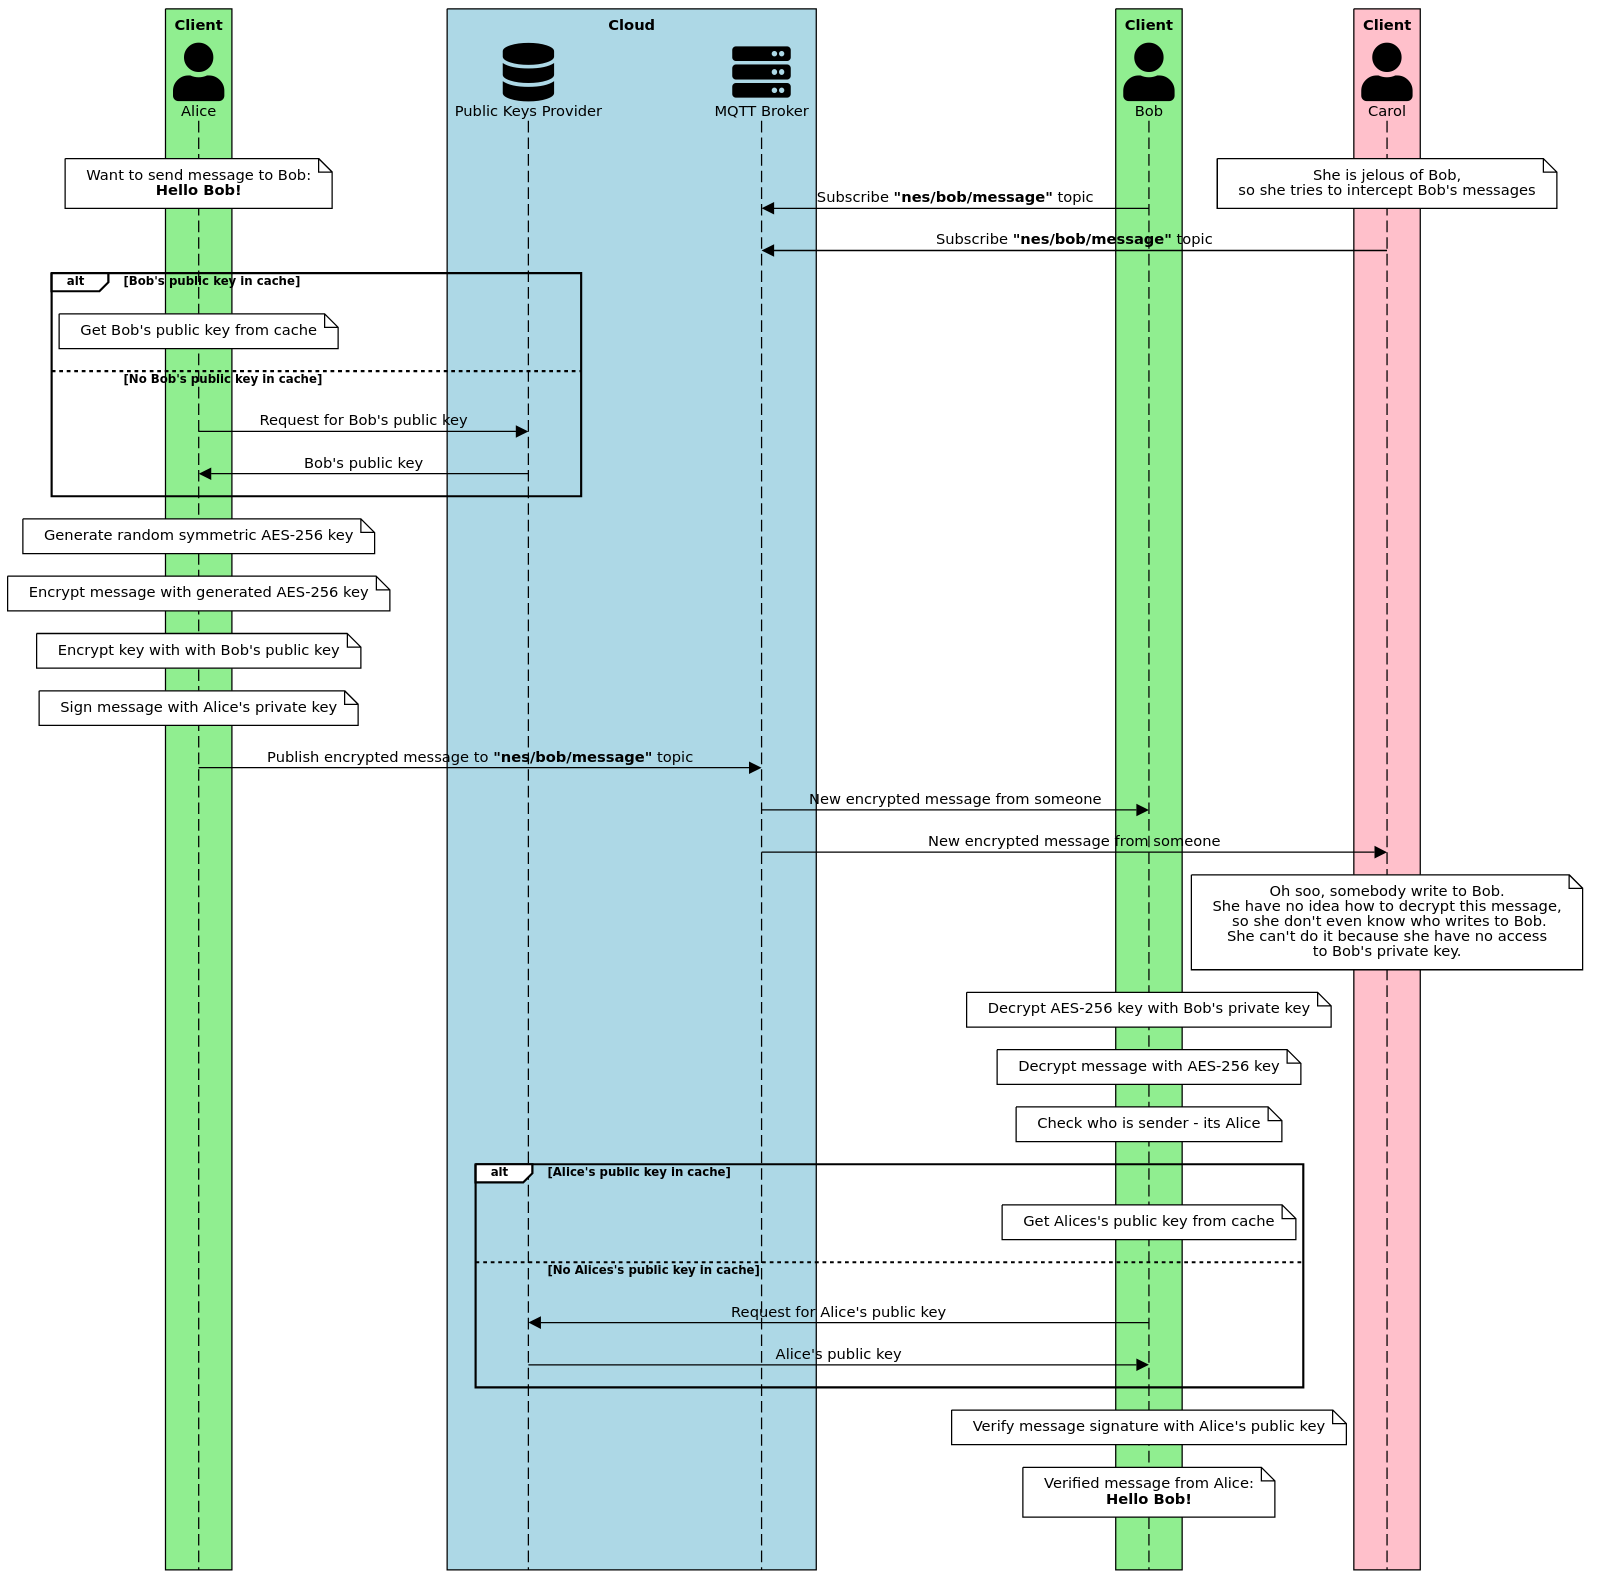 Client
Cloud
Client
Client
Alice
Public Keys Provider
MQTT Broker
Bob
Carol
Want to send message to Bob:
Hello Bob!
She is jelous of Bob,
so she tries to intercept Bob's messages
Subscribe "nes/bob/message" topic
Subscribe "nes/bob/message" topic
alt
[Bob's public key in cache]
Get Bob's public key from cache
[No Bob's public key in cache]
Request for Bob's public key
Bob's public key
Generate random symmetric AES-256 key
Encrypt message with generated AES-256 key
Encrypt key with with Bob's public key
Sign message with Alice's private key
Publish encrypted message to "nes/bob/message" topic
New encrypted message from someone
New encrypted message from someone
Oh soo, somebody write to Bob.
She have no idea how to decrypt this message,
so she don't even know who writes to Bob.
She can't do it because she have no access
to Bob's private key.
Decrypt AES-256 key with Bob's private key
Decrypt message with AES-256 key
Check who is sender - its Alice
alt
[Alice's public key in cache]
Get Alices's public key from cache
[No Alices's public key in cache]
Request for Alice's public key
Alice's public key
Verify message signature with Alice's public key
Verified message from Alice:
Hello Bob!